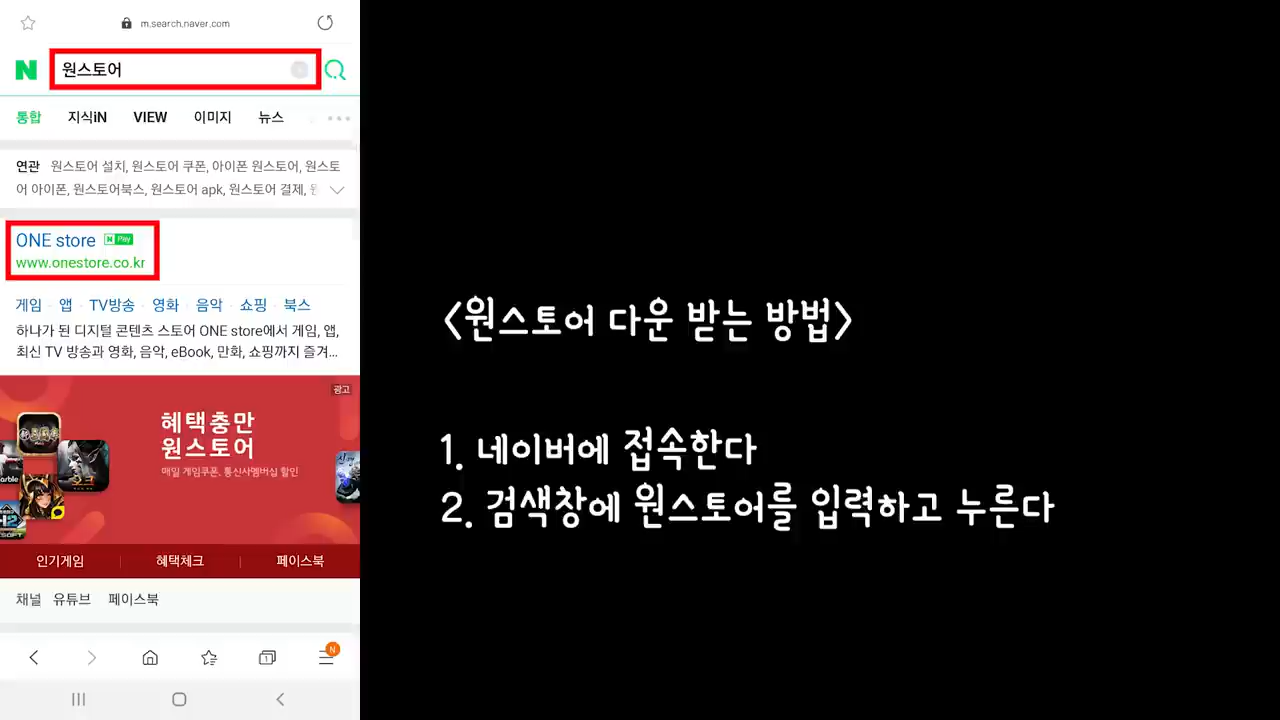 m.search.naver.com
N 원스토어
통합 지식iN VIEW 이미지 뉴스
연관 원스토어 설치, 원스토어 쿠폰, 아이폰 원스토어, 원스토
어 아이폰, 원스토어북스, 원스토어 apk, 원스토어 결제,
ONE store N Pay
www.onestore.co.kr
게임 · 앱 · TV방송 · 영화 · 음악 · 쇼핑 · 북스
하나가 된 디지털 콘텐츠 스토어 ONE store에서 게임, 앱,
최신 TV 방송과 영화, 음악, eBook, 만화, 쇼핑까지 즐겨...
광고
혜택충만
원스토어
매일 게임쿠폰, 통신사멤버십 할인
인기게임 | 혜택체크 | 페이스북
채널 유튜브 페이스북
1
N
<원스토어 다운 받는 방법>
1. 네이버에 접속한다
2. 검색창에 원스토어를 입력하고 누른다